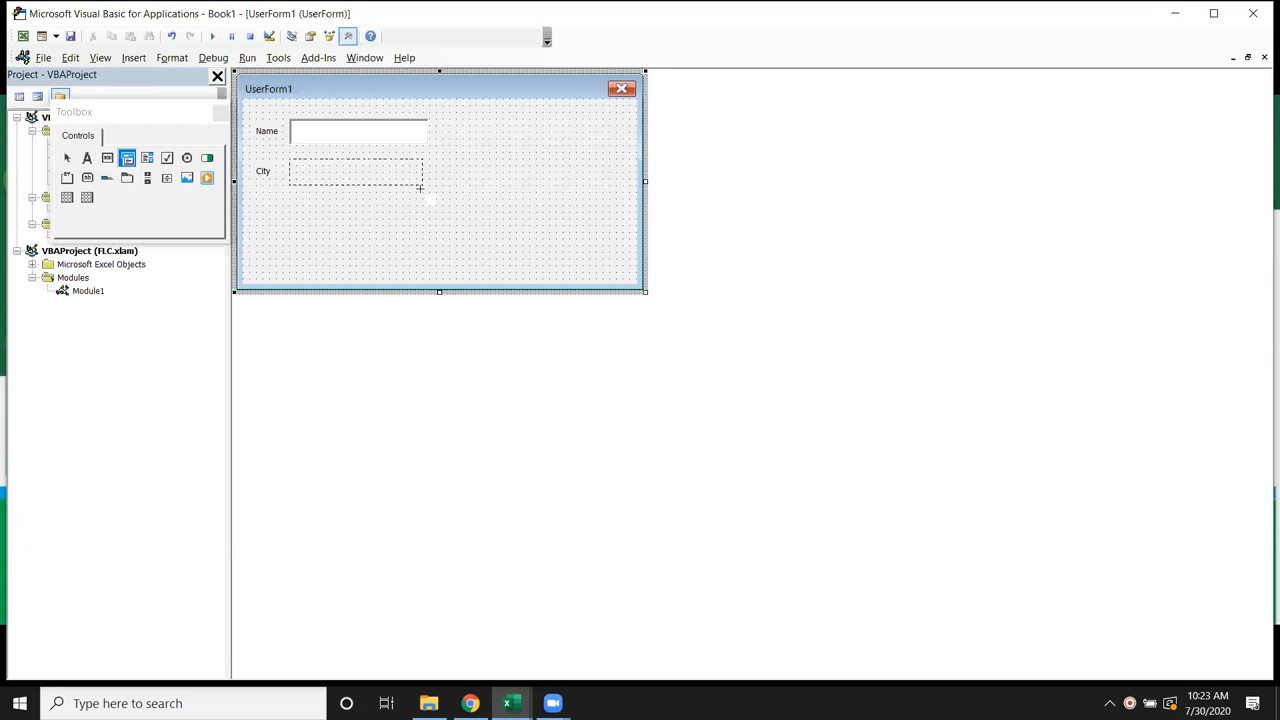 Microsoft Visual Basic for Applications - Book1 - [UserForm1 (UserForm)]
File Edit View Insert Format Debug Run Tools Add-Ins Window Help
Project - VBAProject
Toolbox
Controls
VBAProject (FLC.xlam)
Microsoft Excel Objects
Modules
Module1
UserForm1
Name
City
Type here to search
10:23 AM
7/30/2020